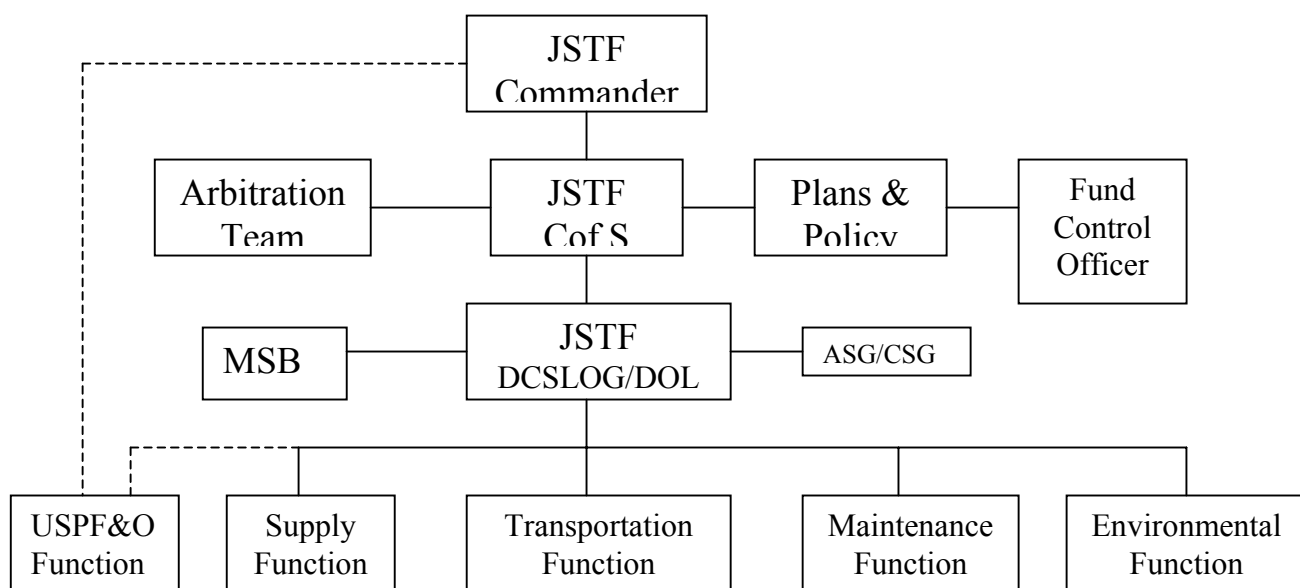 JSTF
Commander
Arbitration
Team
JSTF
Cof S
Plans &
Policy
Fund
Control
Officer
MSB
JSTF
DCSLOG/DOL
ASG/CSG
USPF&O
Function
Supply
Function
Transportation
Function
Maintenance
Function
Environmental
Function